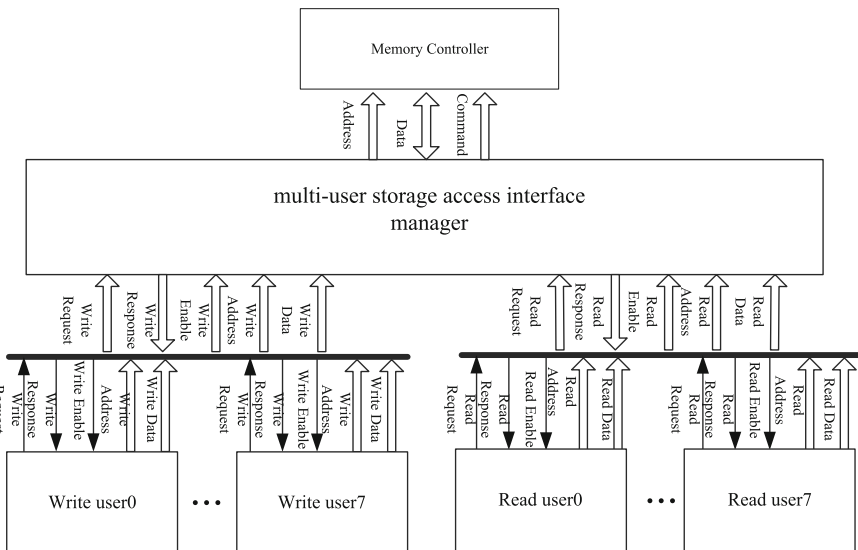 Memory Controller
Address
Data
Command
multi-user storage access interface
manager
Write
Request
Write
Response
Write
Enable
Write
Address
Write
Data
Read
Request
Read
Response
Read
Enable
Read
Address
Read
Data
Write
Request
Write
Response
Write Enable
Write
Address
Write Data
Write
Request
Write
Response
Write Enable
Write
Address
Write Data
Read
Request
Read
Response
Read Enable
Read
Address
Read Data
Read
Request
Read
Response
Read Enable
Read
Address
Read Data
Write user0
...
Write user7
Read user0
...
Read user7